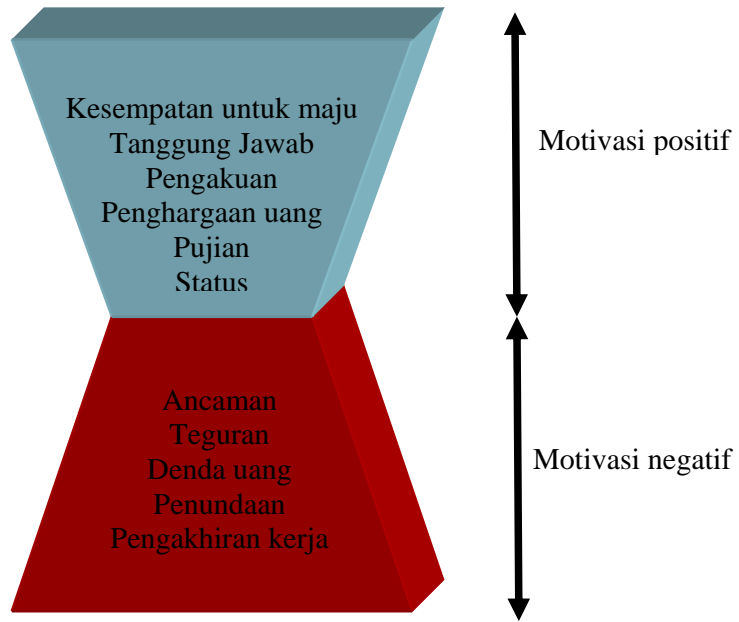 Kesempatan untuk maju
Tanggung Jawab
Pengakuan
Penghargaan uang
Pujian
Status
Motivasi positif
Ancaman
Teguran
Denda uang
Penundaan
Pengakhiran kerja
Motivasi negatif